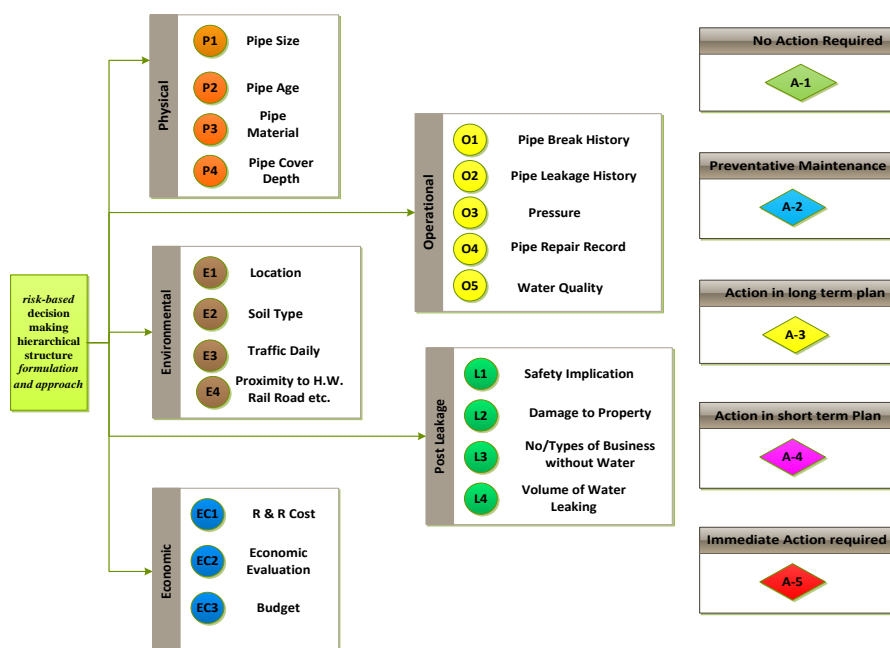 risk-based
decision
making
hierarchical
structure
formulation
and approach
Physical
P1 Pipe Size
P2 Pipe Age
P3 Pipe
Material
P4 Pipe Cover
Depth
Environmental
E1 Location
E2 Soil Type
E3 Traffic Daily
E4 Proximity to H.W.
Rail Road etc.
Economic
EC1 R & R Cost
EC2 Economic
Evaluation
EC3 Budget
Operational
O1 Pipe Break History
O2 Pipe Leakage History
O3 Pressure
O4 Pipe Repair Record
O5 Water Quality
Post Leakage
L1 Safety Implication
L2 Damage to Property
L3 No/Types of Business
without Water
L4 Volume of Water
Leaking
No Action Required
A-1
Preventative Maintenance
A-2
Action in long term plan
A-3
Action in short term Plan
A-4
Immediate Action required
A-5